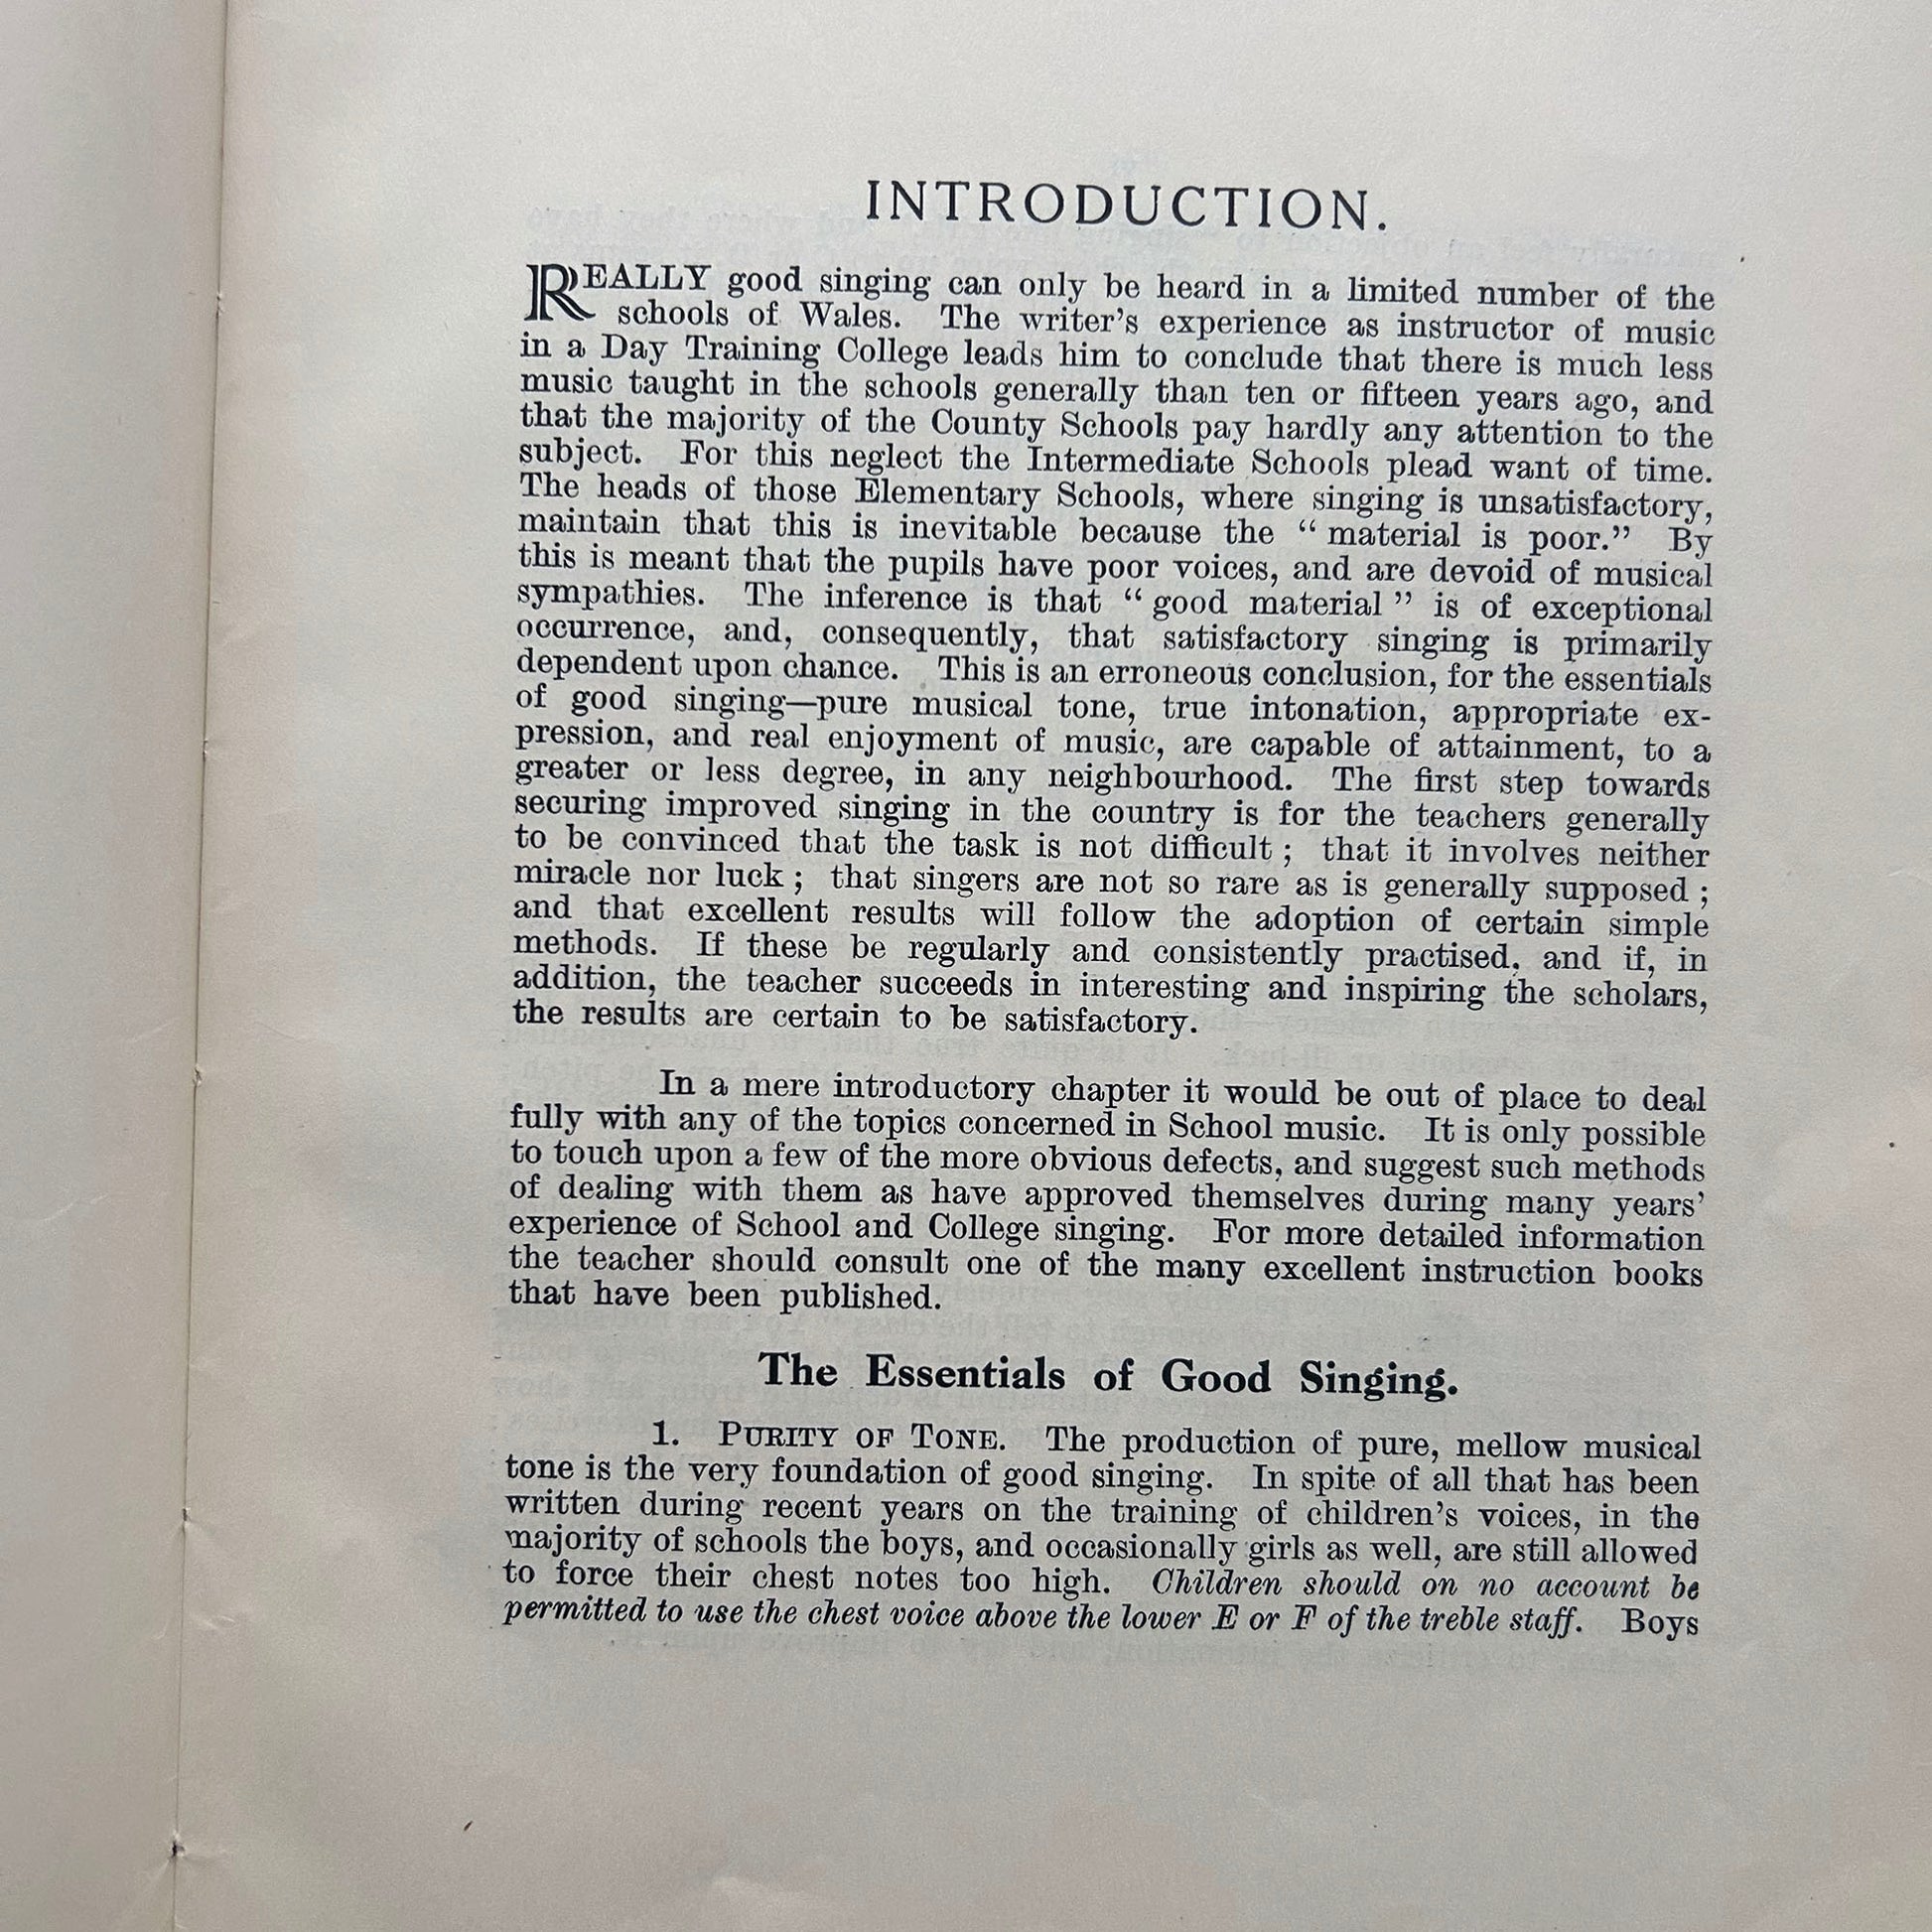 INTRODUCTION.
REALLY good singing can only be heard in a limited number of the
schools of Wales. The writer's experience as instructor of music
in a Day Training College leads him to conclude that there is much less
music taught in the schools generally than ten or fifteen years ago, and
that the majority of the County Schools pay hardly any attention to the
subject. For this neglect the Intermediate Schools plead want of time.
The heads of those Elementary Schools, where singing is unsatisfactory,
maintain that this is inevitable because the “ material is poor.” By
this is meant that the pupils have poor voices, and are devoid of musical
sympathies. The inference is that “ good material ” is of exceptional
occurrence, and, consequently, that satisfactory singing is primarily
dependent upon chance. This is an erroneous conclusion, for the essentials
of good singing—pure musical tone, true intonation, appropriate ex-
pression, and real enjoyment of music, are capable of attainment, to a
greater or less degree, in any neighbourhood. The first step towards
securing improved singing in the country is for the teachers generally
to be convinced that the task is not difficult ; that it involves neither
miracle nor luck ; that singers are not so rare as is generally supposed ;
and that excellent results will follow the adoption of certain simple
methods. If these be regularly and consistently practised, and if, in
addition, the teacher succeeds in interesting and inspiring the scholars,
the results are certain to be satisfactory.
In a mere introductory chapter it would be out of place to deal
fully with any of the topics concerned in School music. It is only possible
to touch upon a few of the more obvious defects, and suggest such methods
of dealing with them as have approved themselves during many years'
experience of School and College singing. For more detailed information
the teacher should consult one of the many excellent instruction books
that have been published.
The Essentials of Good Singing.
1. PURITY OF TONE. The production of pure, mellow musical
tone is the very foundation of good singing. In spite of all that has been
written during recent years on the training of children's voices, in the
majority of schools the boys, and occasionally girls as well, are still allowed
to force their chest notes too high. Children should on no account be
permitted to use the chest voice above the lower E or F of the treble staff. Boys